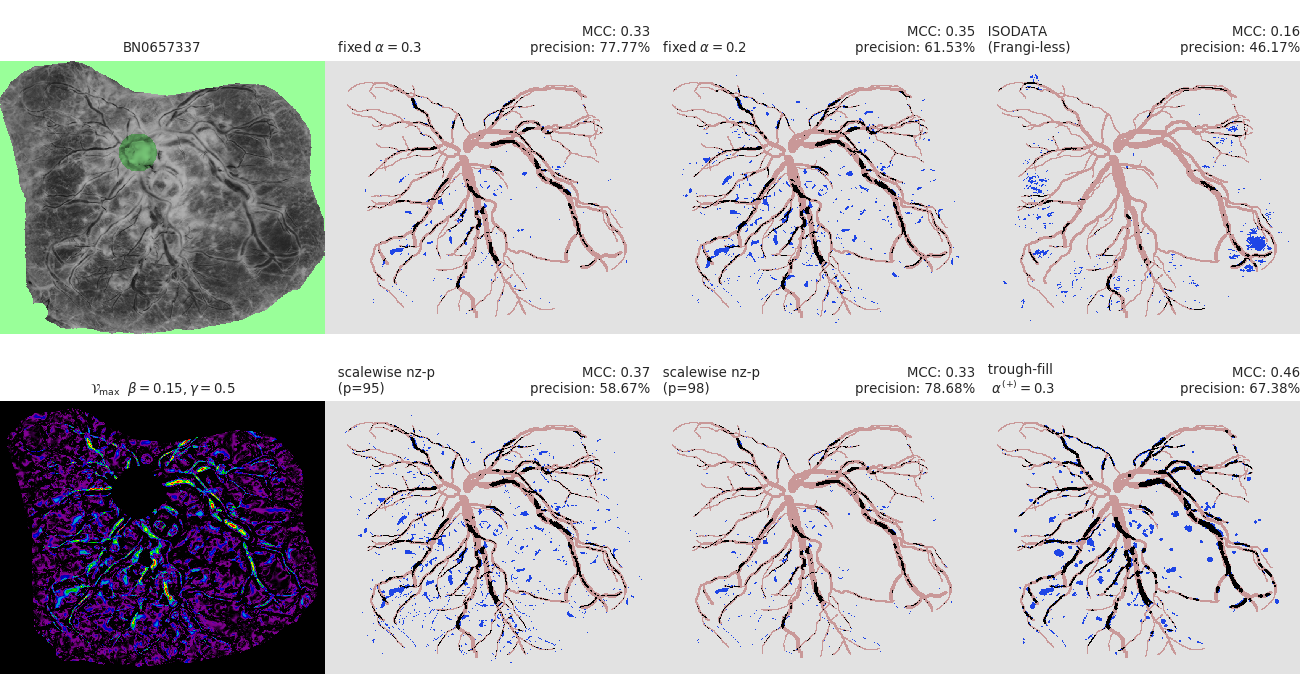 BN0657337
fixed α = 0.3
MCC: 0.33
precision: 77.77%
fixed α = 0.2
MCC: 0.35
precision: 61.53%
ISODATA
(Frangi-less)
MCC: 0.16
precision: 46.17%
𝒱max β = 0.15, γ = 0.5
scalewise nz-p
(p=95)
MCC: 0.37
precision: 58.67%
scalewise nz-p
(p=98)
MCC: 0.33
precision: 78.68%
trough-fill
α⁽⁺⁾ = 0.3
MCC: 0.46
precision: 67.38%